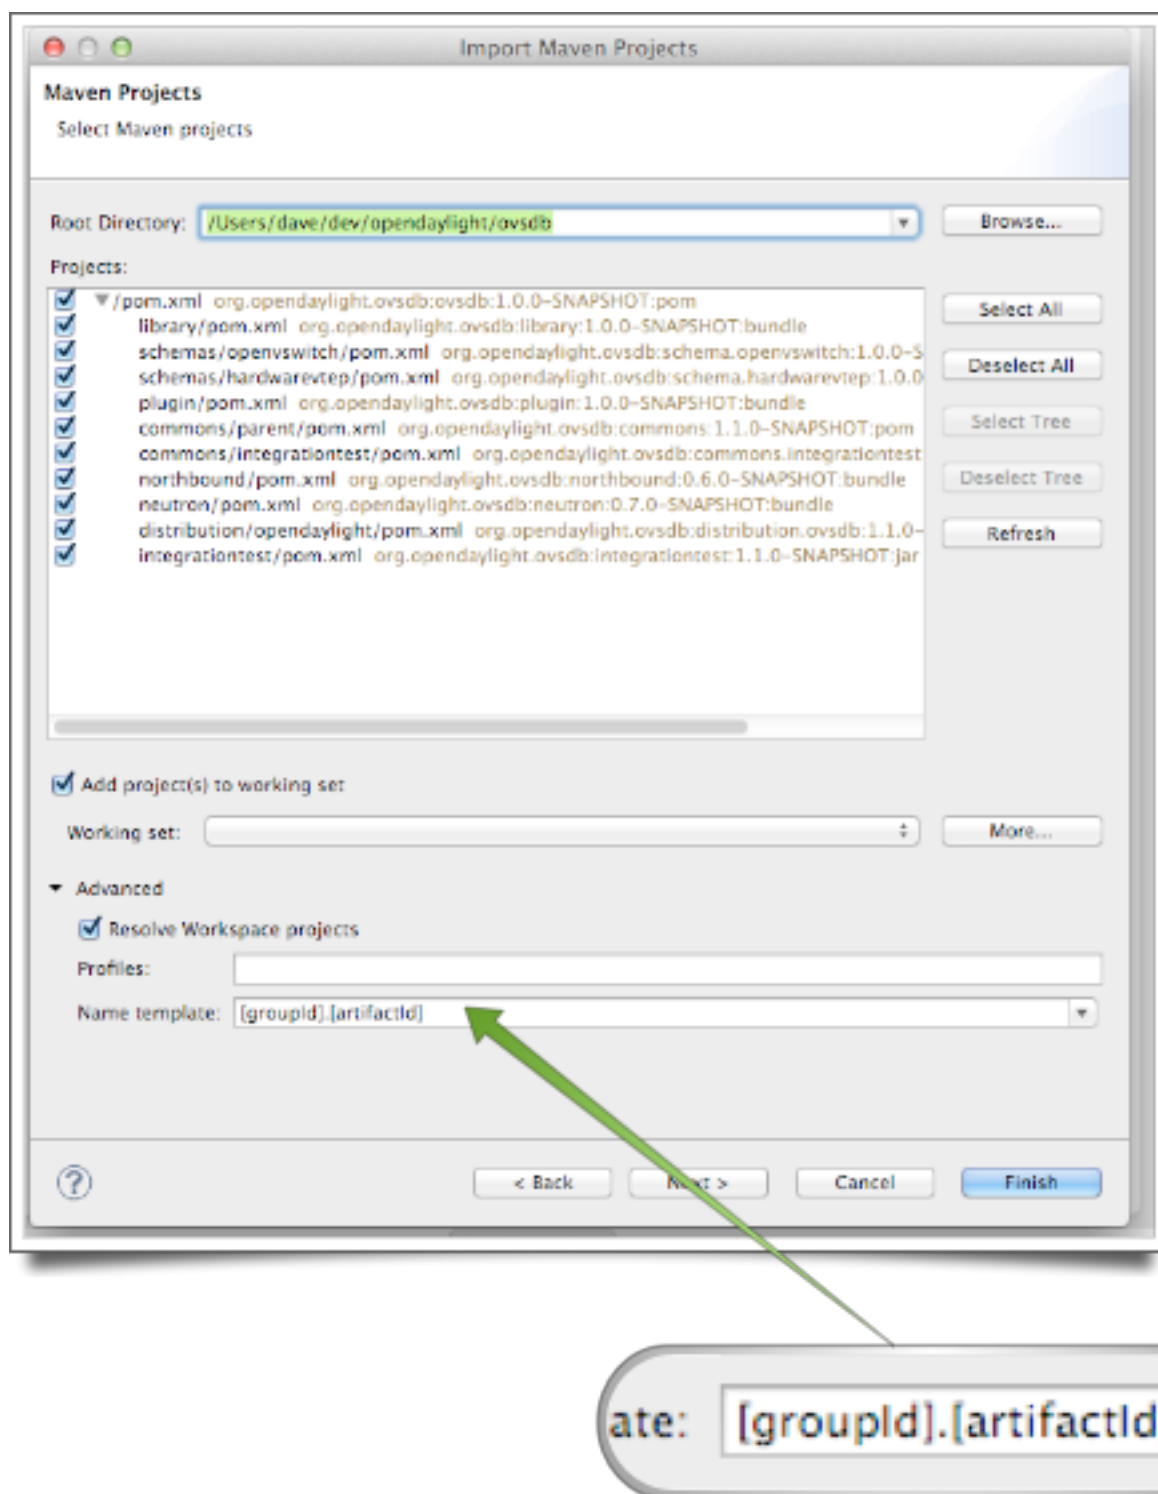 Import Maven Projects
Maven Projects
Select Maven projects
Root Directory: /Users/dave/dev/opendaylight/ovsdb Browse...
Projects:
/pom.xml org.opendaylight.ovsdb:ovsdb:1.0.0-SNAPSHOT:pom
library/pom.xml org.opendaylight.ovsdb:library:1.0.0-SNAPSHOT:bundle
schemas/openvswitch/pom.xml org.opendaylight.ovsdb:schema.openvswitch:1.0.0-S
schemas/hardwarevtep/pom.xml org.opendaylight.ovsdb:schema.hardwarevtep:1.0.0
plugin/pom.xml org.opendaylight.ovsdb:plugin:1.0.0-SNAPSHOT:bundle
commons/parent/pom.xml org.opendaylight.ovsdb:commons:1.1.0-SNAPSHOT:pom
commons/integrationtest/pom.xml org.opendaylight.ovsdb:commons.integrationtest
northbound/pom.xml org.opendaylight.ovsdb:northbound:0.6.0-SNAPSHOT:bundle
neutron/pom.xml org.opendaylight.ovsdb:neutron:0.7.0-SNAPSHOT:bundle
distribution/opendaylight/pom.xml org.opendaylight.ovsdb:distribution.ovsdb:1.1.0-
integrationtest/pom.xml org.opendaylight.ovsdb:integrationtest:1.1.0-SNAPSHOT:jar
Select All
Deselect All
Select Tree
Deselect Tree
Refresh
Add project(s) to working set
Working set: More...
Advanced
Resolve Workspace projects
Profiles:
Name template: [groupId].[artifactId]
? < Back Next > Cancel Finish
ate: [groupId].[artifactId